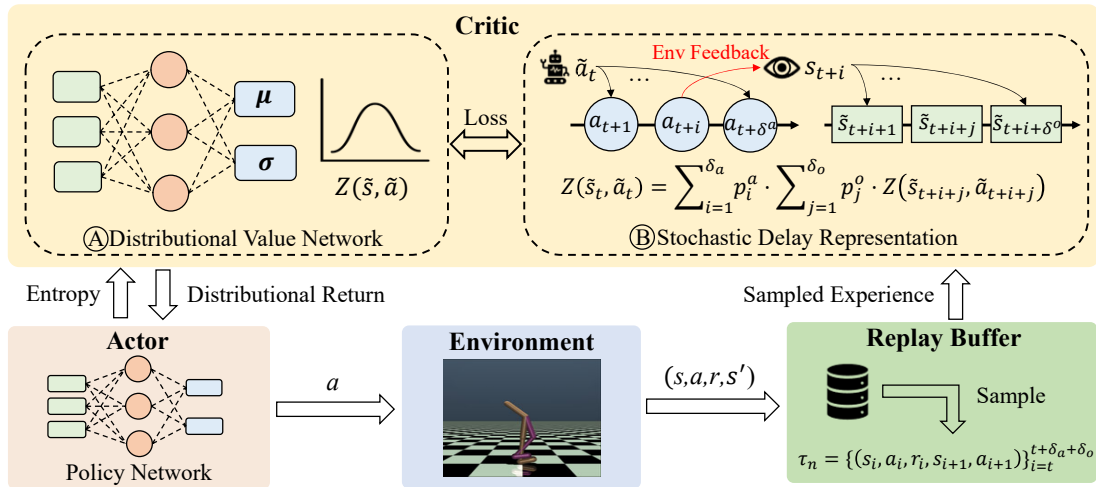 Critic
μ
σ
Z(s̃, ã)
Ⓐ Distributional Value Network
Loss
ã_t
...
Env Feedback
s_{t+i}
...
a_{t+1}
a_{t+i}
a_{t+δ^a}
s̃_{t+i+1}
s̃_{t+i+j}
s̃_{t+i+δ^o}
Z(s̃_t, ã_t) = ∑_{i=1}^{δ_a} p_i^a · ∑_{j=1}^{δ_o} p_j^o · Z(s̃_{t+i+j}, ã_{t+i+j})
Ⓑ Stochastic Delay Representation
Entropy
Distributional Return
Sampled Experience
Actor
Policy Network
a
Environment
(s,a,r,s′)
Replay Buffer
Sample
τ_n = {(s_i, a_i, r_i, s_{i+1}, a_{i+1})}_{i=t}^{t+δ_a+δ_o}